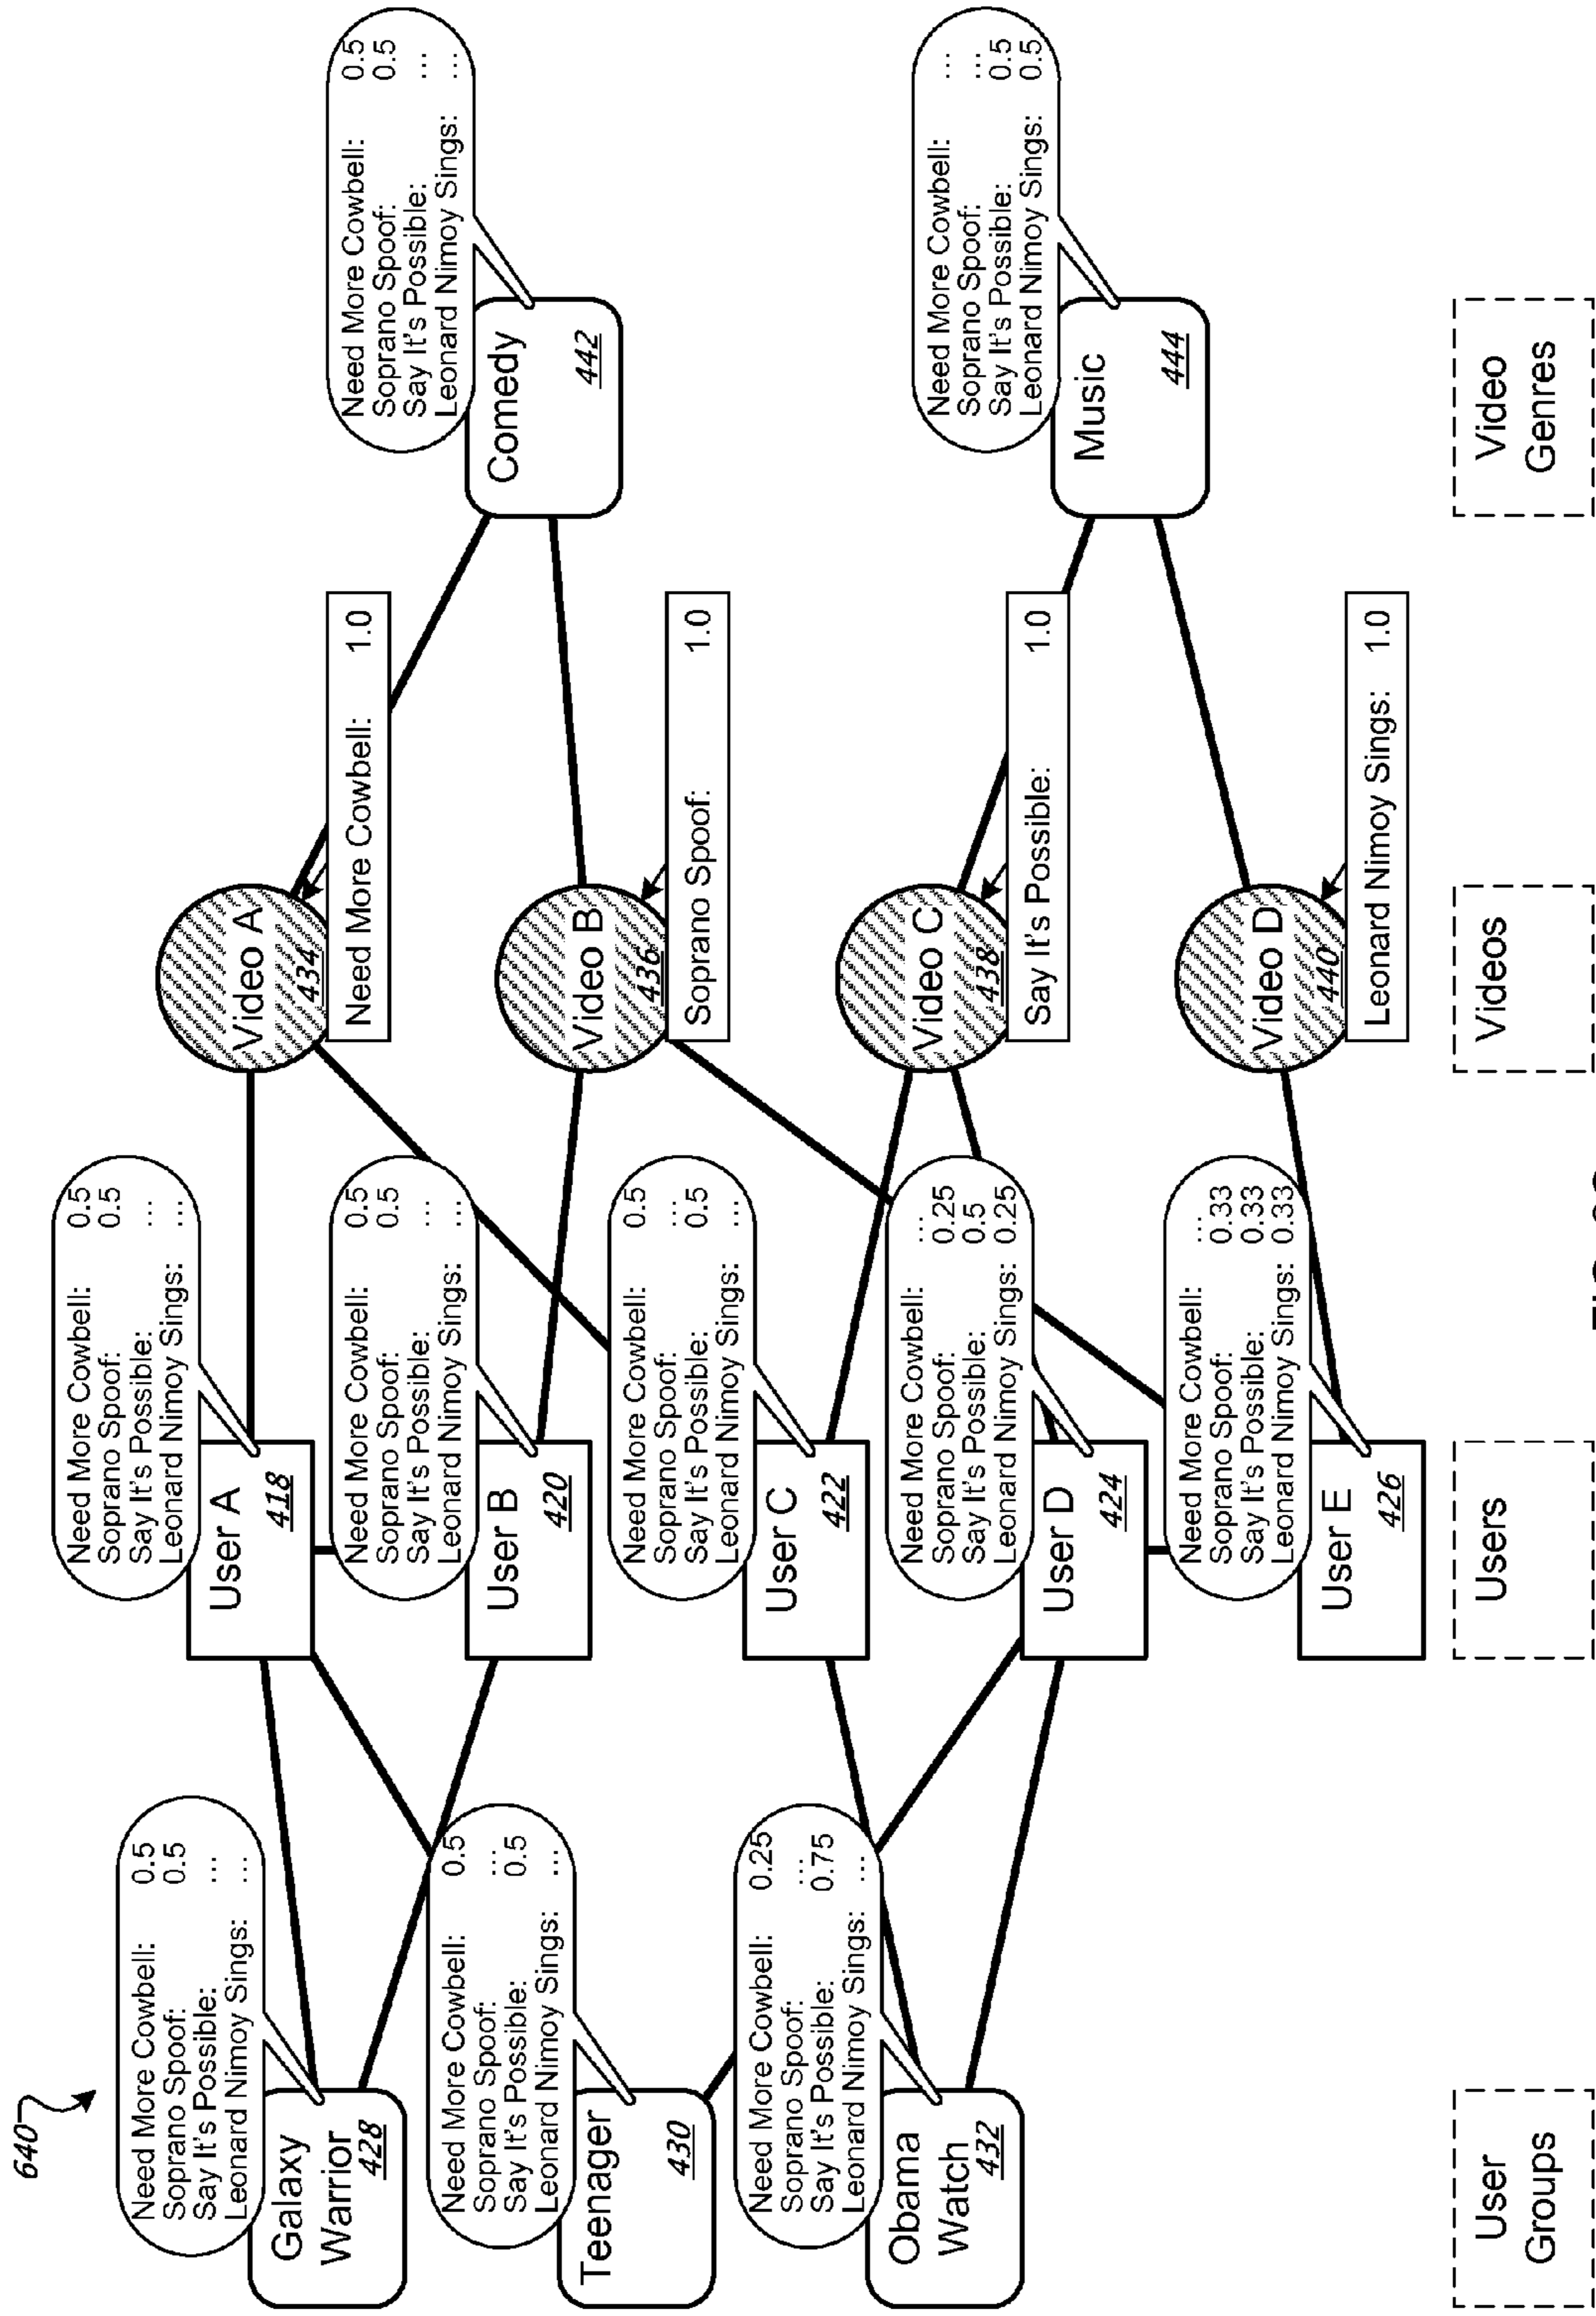 640
Need More Cowbell: 0.5
Soprano Spoof: 0.5
Say It's Possible: ...
Leonard Nimoy Sings: ...
Galaxy
Warrior
428
Need More Cowbell: 0.5
Soprano Spoof: ...
Say It's Possible: 0.5
Leonard Nimoy Sings: ...
Teenager
430
Need More Cowbell: 0.25
Soprano Spoof: ...
Say It's Possible: 0.75
Leonard Nimoy Sings: ...
Obama
Watch
432
User
Groups
Need More Cowbell: 0.5
Soprano Spoof: 0.5
Say It's Possible: ...
Leonard Nimoy Sings: ...
User A
418
Need More Cowbell: 0.5
Soprano Spoof: 0.5
Say It's Possible: ...
Leonard Nimoy Sings: ...
User B
420
Need More Cowbell: 0.5
Soprano Spoof: ...
Say It's Possible: 0.5
Leonard Nimoy Sings: ...
User C
422
Need More Cowbell: ...
Soprano Spoof: 0.25
Say It's Possible: 0.5
Leonard Nimoy Sings: 0.25
User D
424
Need More Cowbell: ...
Soprano Spoof: 0.33
Say It's Possible: 0.33
Leonard Nimoy Sings: 0.33
User E
426
Users
Video A
434
Need More Cowbell: 1.0
Video B
436
Soprano Spoof: 1.0
Video C
438
Say It's Possible: 1.0
Video D
440
Leonard Nimoy Sings: 1.0
Videos
Need More Cowbell: 0.5
Soprano Spoof: 0.5
Say It's Possible: ...
Leonard Nimoy Sings: ...
Comedy
442
Need More Cowbell: ...
Soprano Spoof: ...
Say It's Possible: 0.5
Leonard Nimoy Sings: 0.5
Music
444
Video
Genres